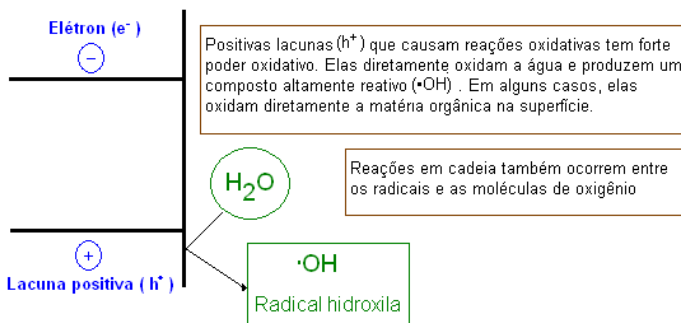 Elétron (e⁻)
−
Positivas lacunas (h⁺) que causam reações oxidativas tem forte
poder oxidativo. Elas diretamente oxidam a água e produzem um
composto altamente reativo (•OH) . Em alguns casos, elas
oxidam diretamente a matéria orgânica na superfície.
H₂O
Reações em cadeia também ocorrem entre
os radicais e as moléculas de oxigênio
+
Lacuna positiva ( h⁺ )
·OH
Radical hidroxila